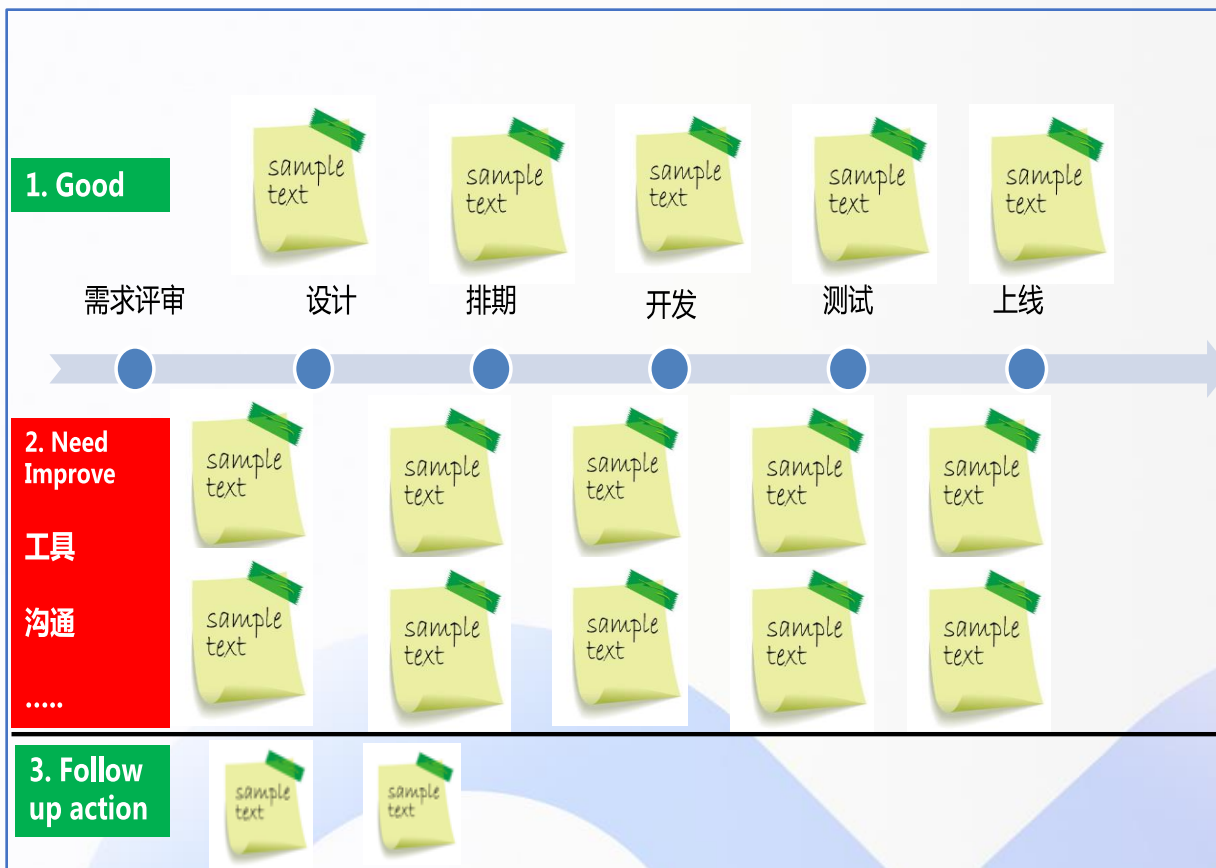 1. Good
sample
text
sample
text
sample
text
sample
text
sample
text
需求评审
设计
排期
开发
测试
上线
2. Need
Improve
工具
沟通
.....
sample
text
sample
text
sample
text
sample
text
sample
text
sample
text
sample
text
sample
text
sample
text
sample
text
3. Follow
up action
sample
text
sample
text